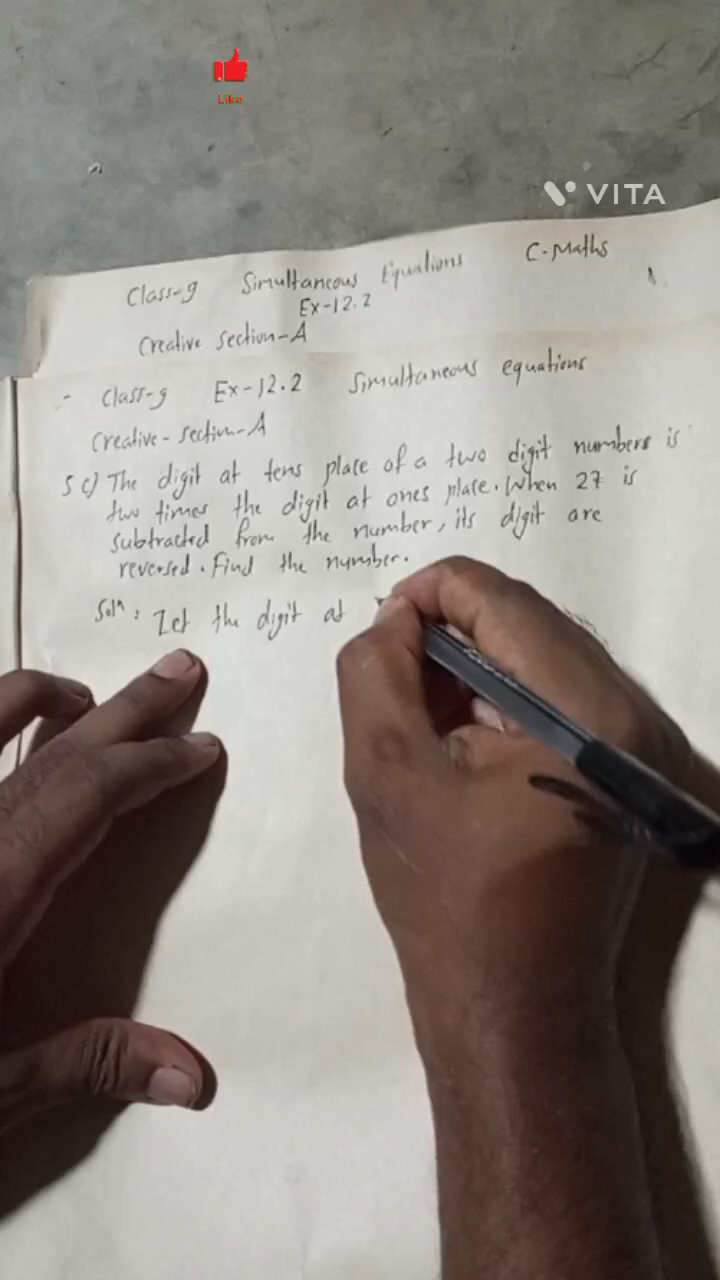 Like
VITA
Class-9 Simultaneous Equations C. Maths
Ex-12.2
Creative section-A
:- Class-9 Ex-12.2 Simultaneous equations
Creative-section-A
5 c) The digit at tens place of a two digit numbers is
two times the digit at ones place. When 27 is
subtracted from the number, its digit are
reversed. Find the number.
Solⁿ: Let the digit at